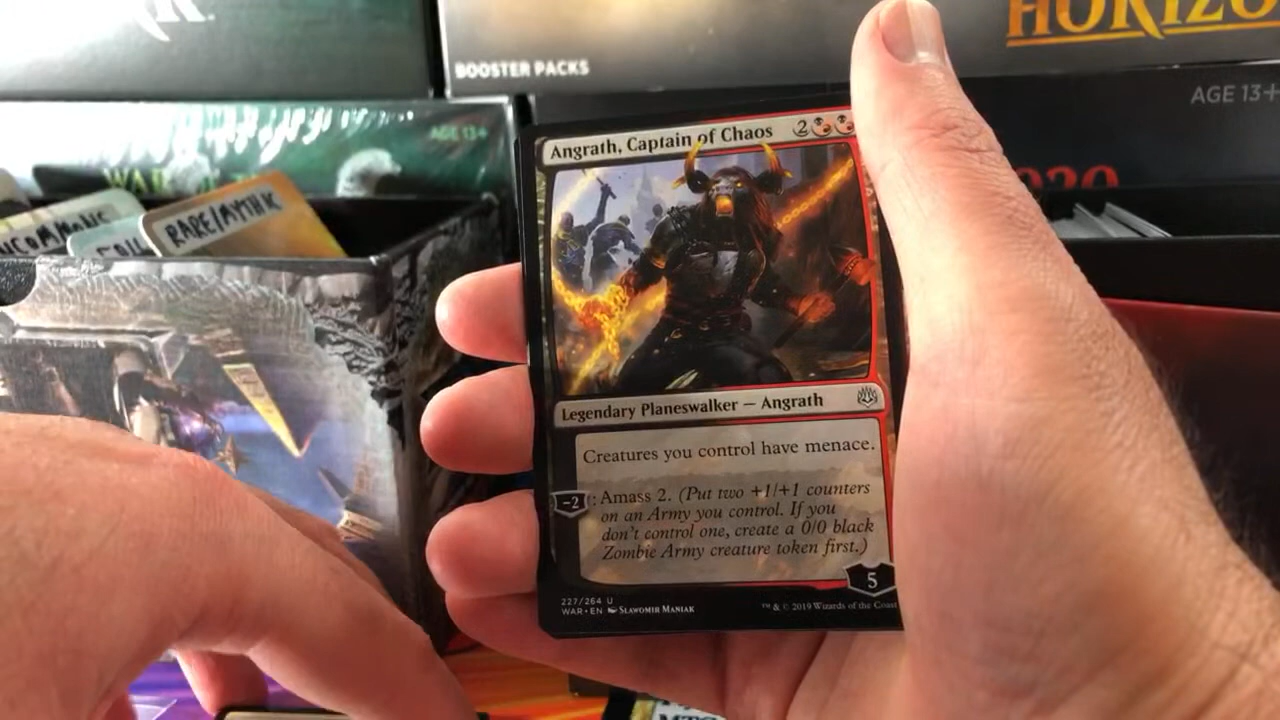 HORIZO
BOOSTER PACKS
AGE 13+
AGE 13+
WAR
RARE/MYTHIC
Angrath, Captain of Chaos 2
Legendary Planeswalker — Angrath
Creatures you control have menace.
-2: Amass 2. (Put two +1/+1 counters
on an Army you control. If you
don't control one, create a 0/0 black
Zombie Army creature token first.)
5
227/264 U
WAR • EN SLAWOMIR MANIAK
™ & © 2019 Wizards of the Coast
MTG